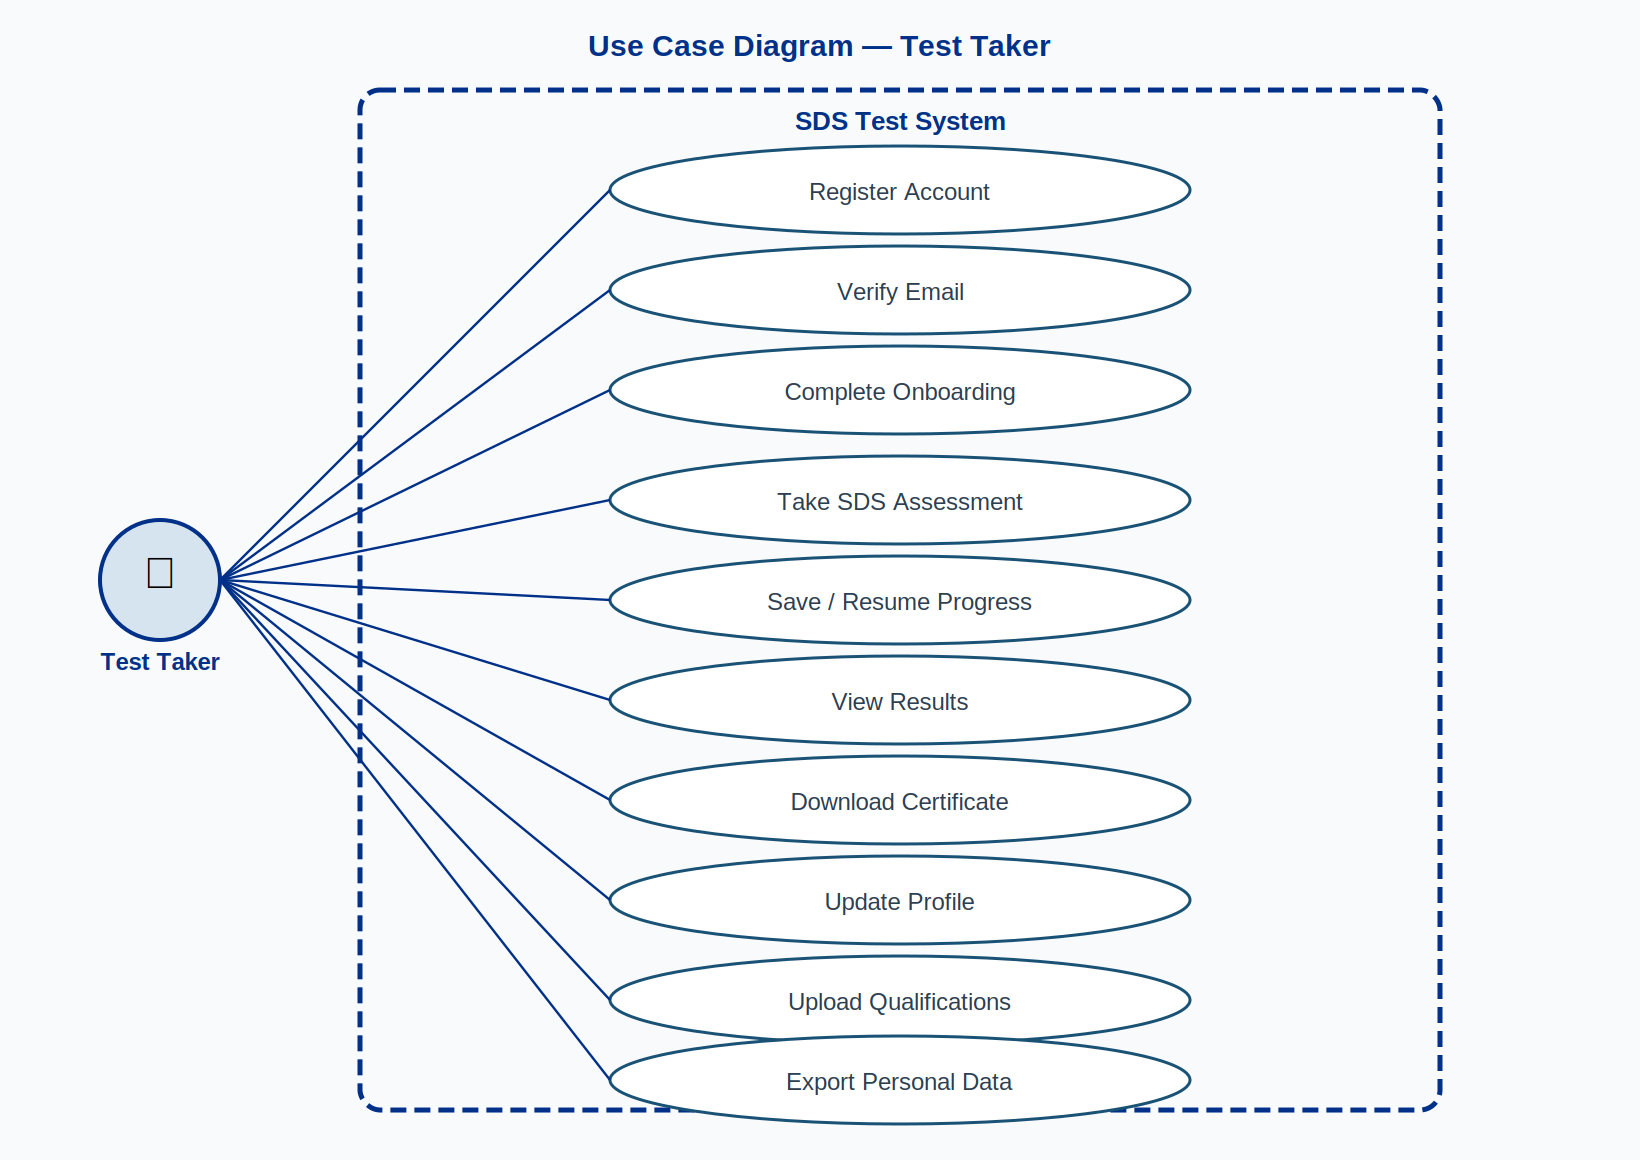 Use Case Diagram — Test Taker
SDS Test System
Register Account
Verify Email
Complete Onboarding
Take SDS Assessment
Save / Resume Progress
Test Taker
View Results
Download Certificate
Update Profile
Upload Qualifications
Export Personal Data